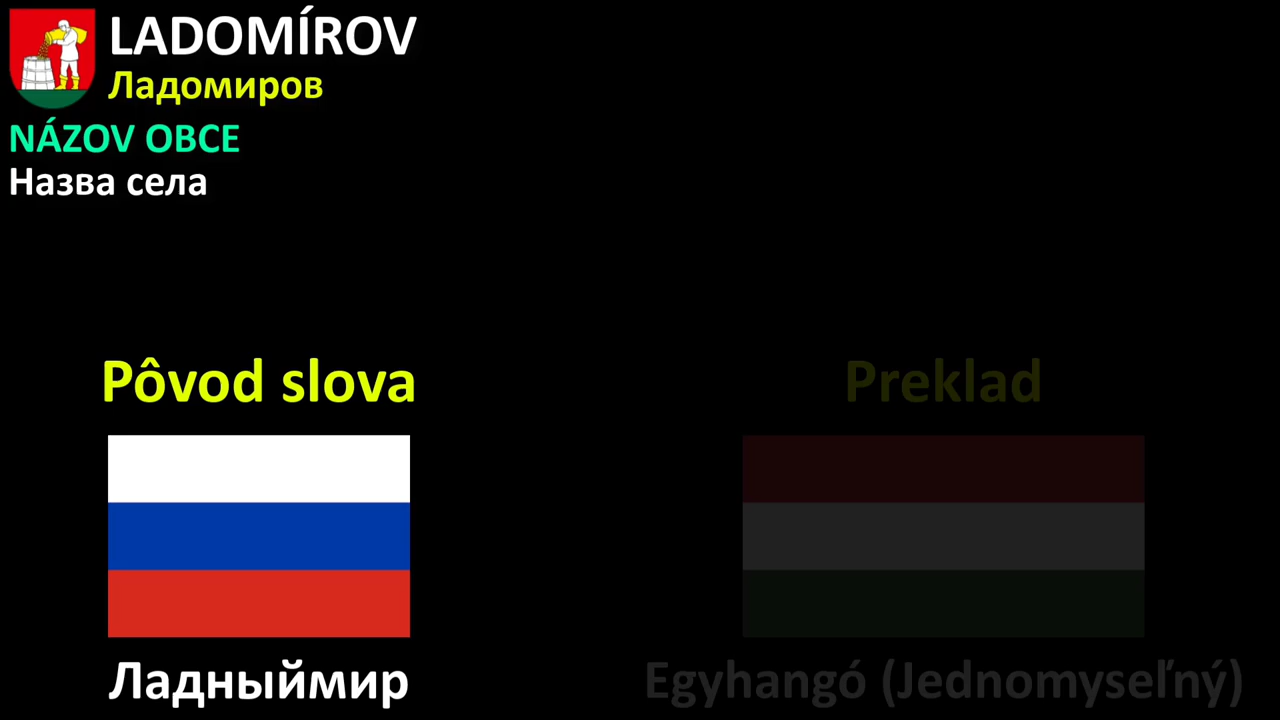 LADOMÍROV
Ладомиров
NÁZOV OBCE
Назва села
Pôvod slova
Preklad
Ладныймир
Egyhangó (Jednomyseľný)